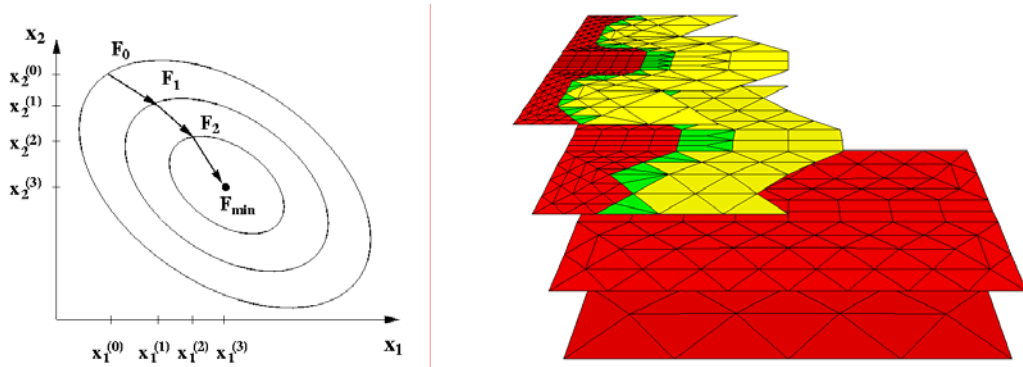 x₂
F₀
x₂⁽⁰⁾
F₁
x₂⁽¹⁾
F₂
x₂⁽²⁾
x₂⁽³⁾
F_min
x₁⁽⁰⁾ x₁⁽¹⁾ x₁⁽²⁾ x₁⁽³⁾ x₁